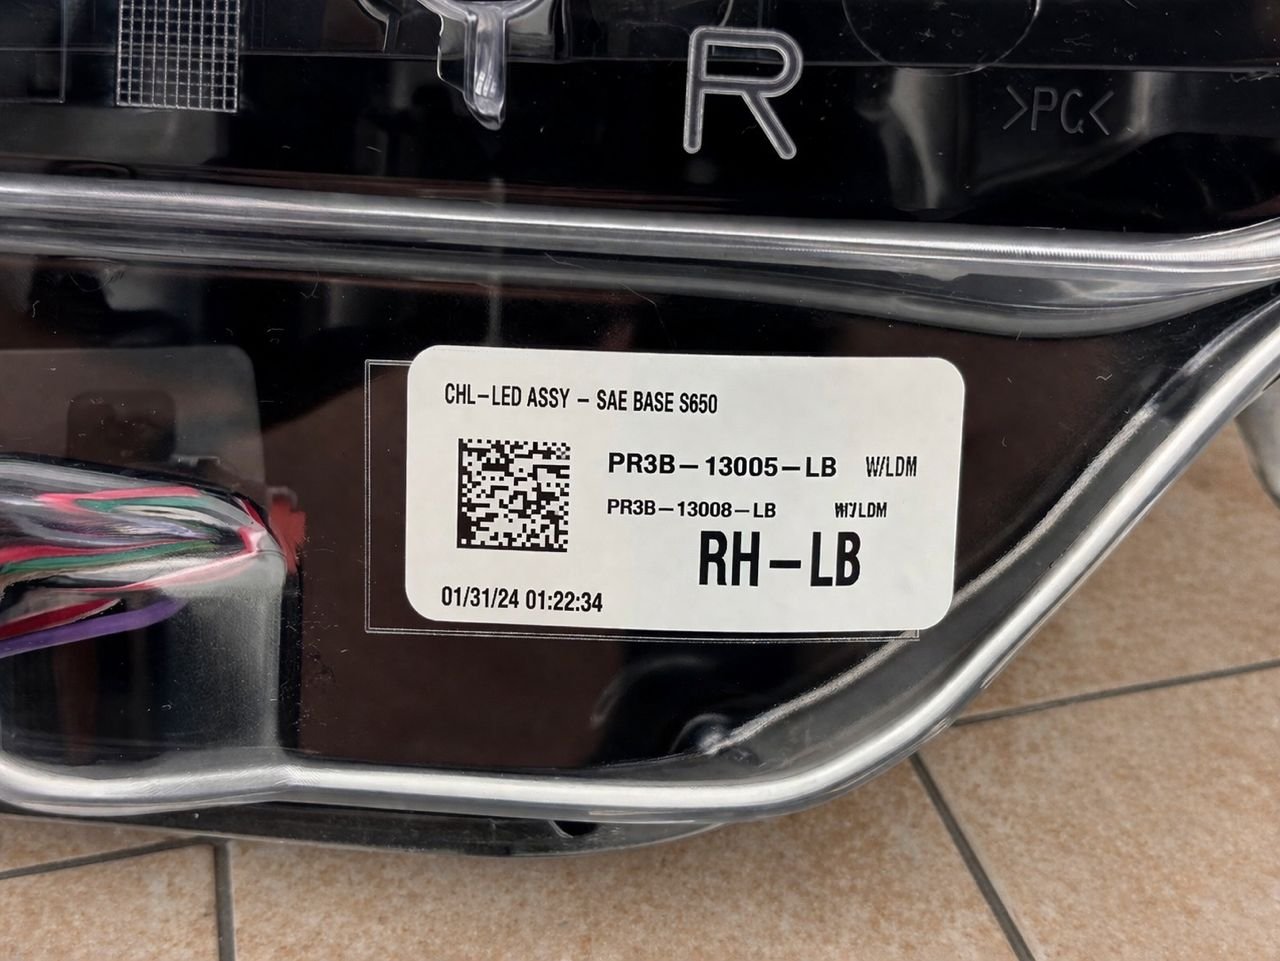 R
>PC<
CHL-LED ASSY - SAE BASE S650
PR3B-13005-LB W/LDM
PR3B-13008-LB
RH-LB
01/31/24 01:22:34